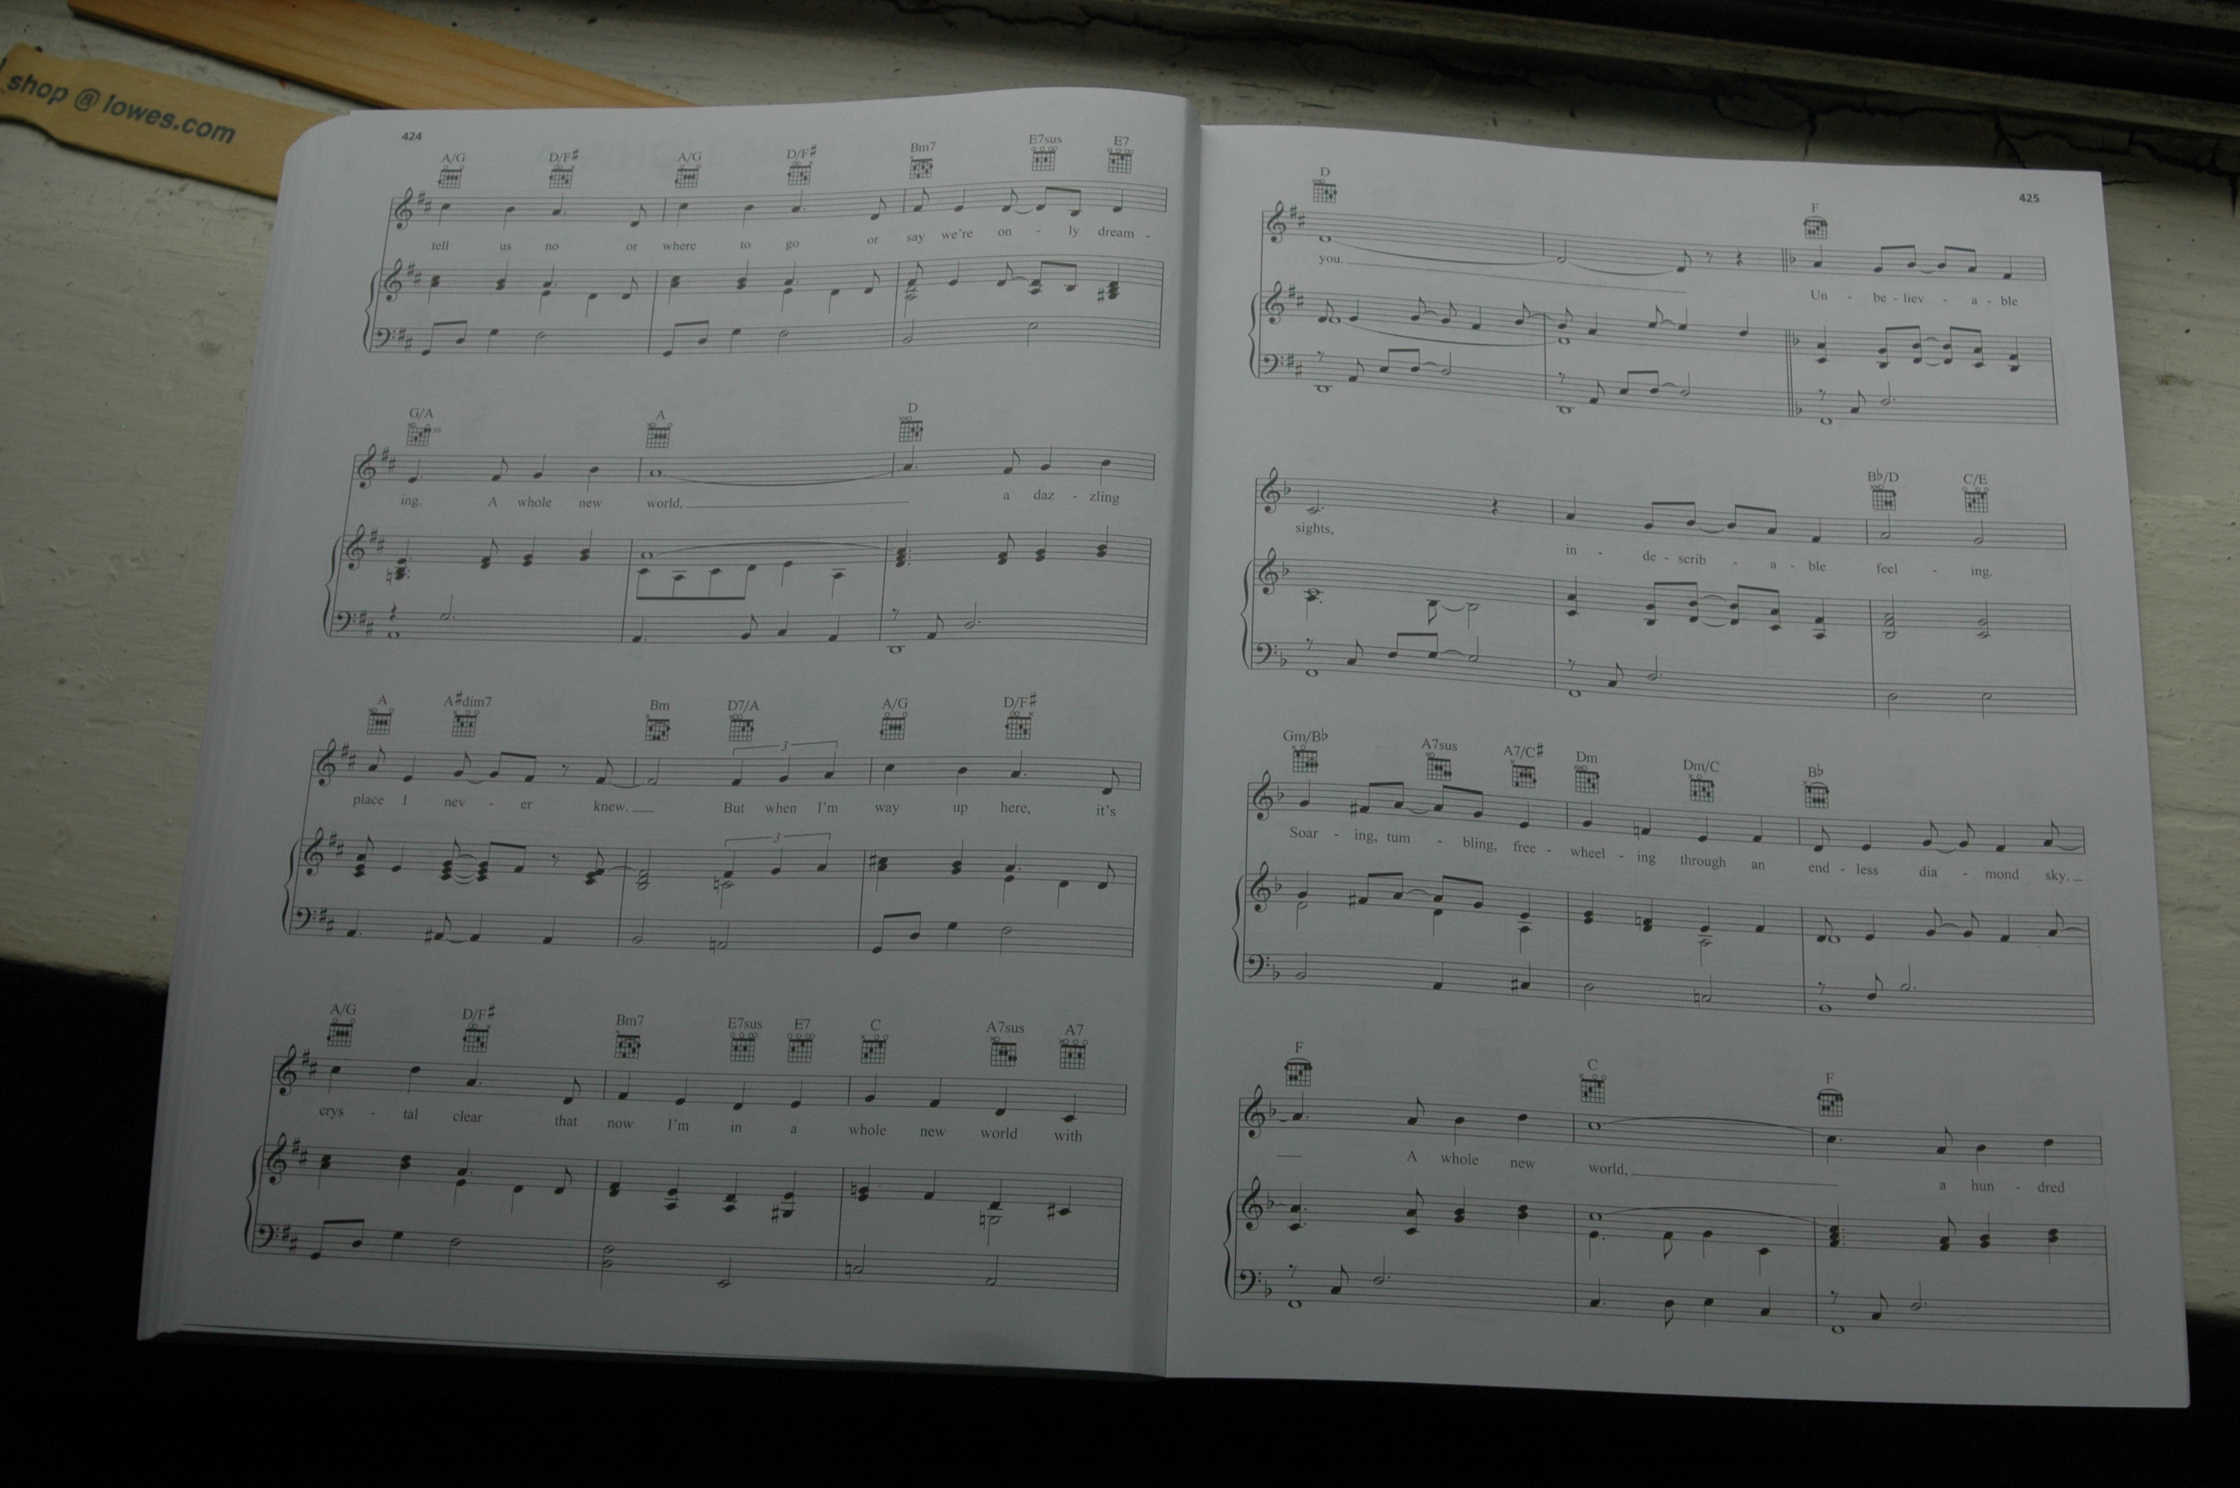 shop @ lowes.com
424
A/G D/F# A/G D/F# Bm7 E7sus E7
tell us no or where to go or say we're on - ly dream -
G/A A D
ing. A whole new world, a daz - zling
A A#dim7 Bm D7/A A/G D/F#
3
place I nev - er knew. But when I'm way up here, it's
3
A/G D/F# Bm7 E7sus E7 C A7sus A7
crys - tal clear that now I'm in a whole new world with
425
D F
you. Un - be - liev - a - ble
B♭/D C/E
sights, in - de - scrib - a - ble feel - ing.
Gm/B♭ A7sus A7/C# Dm Dm/C B♭
Soar - ing, tum - bling, free - wheel - ing through an end - less dia - mond sky.
F C F
A whole new world, a hun - dred